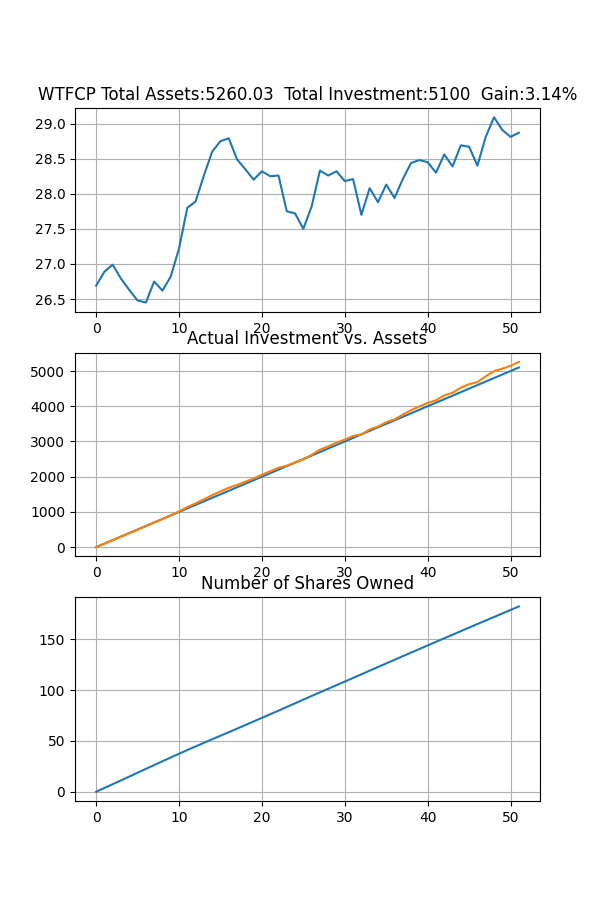 WTFCP Total Assets:5260.03  Total Investment:5100  Gain:3.14%
29.0
28.5
28.0
27.5
27.0
26.5
0 10 20 30 40 50
Actual Investment vs. Assets
5000
4000
3000
2000
1000
0
0 10 20 30 40 50
Number of Shares Owned
150
100
50
0
0 10 20 30 40 50